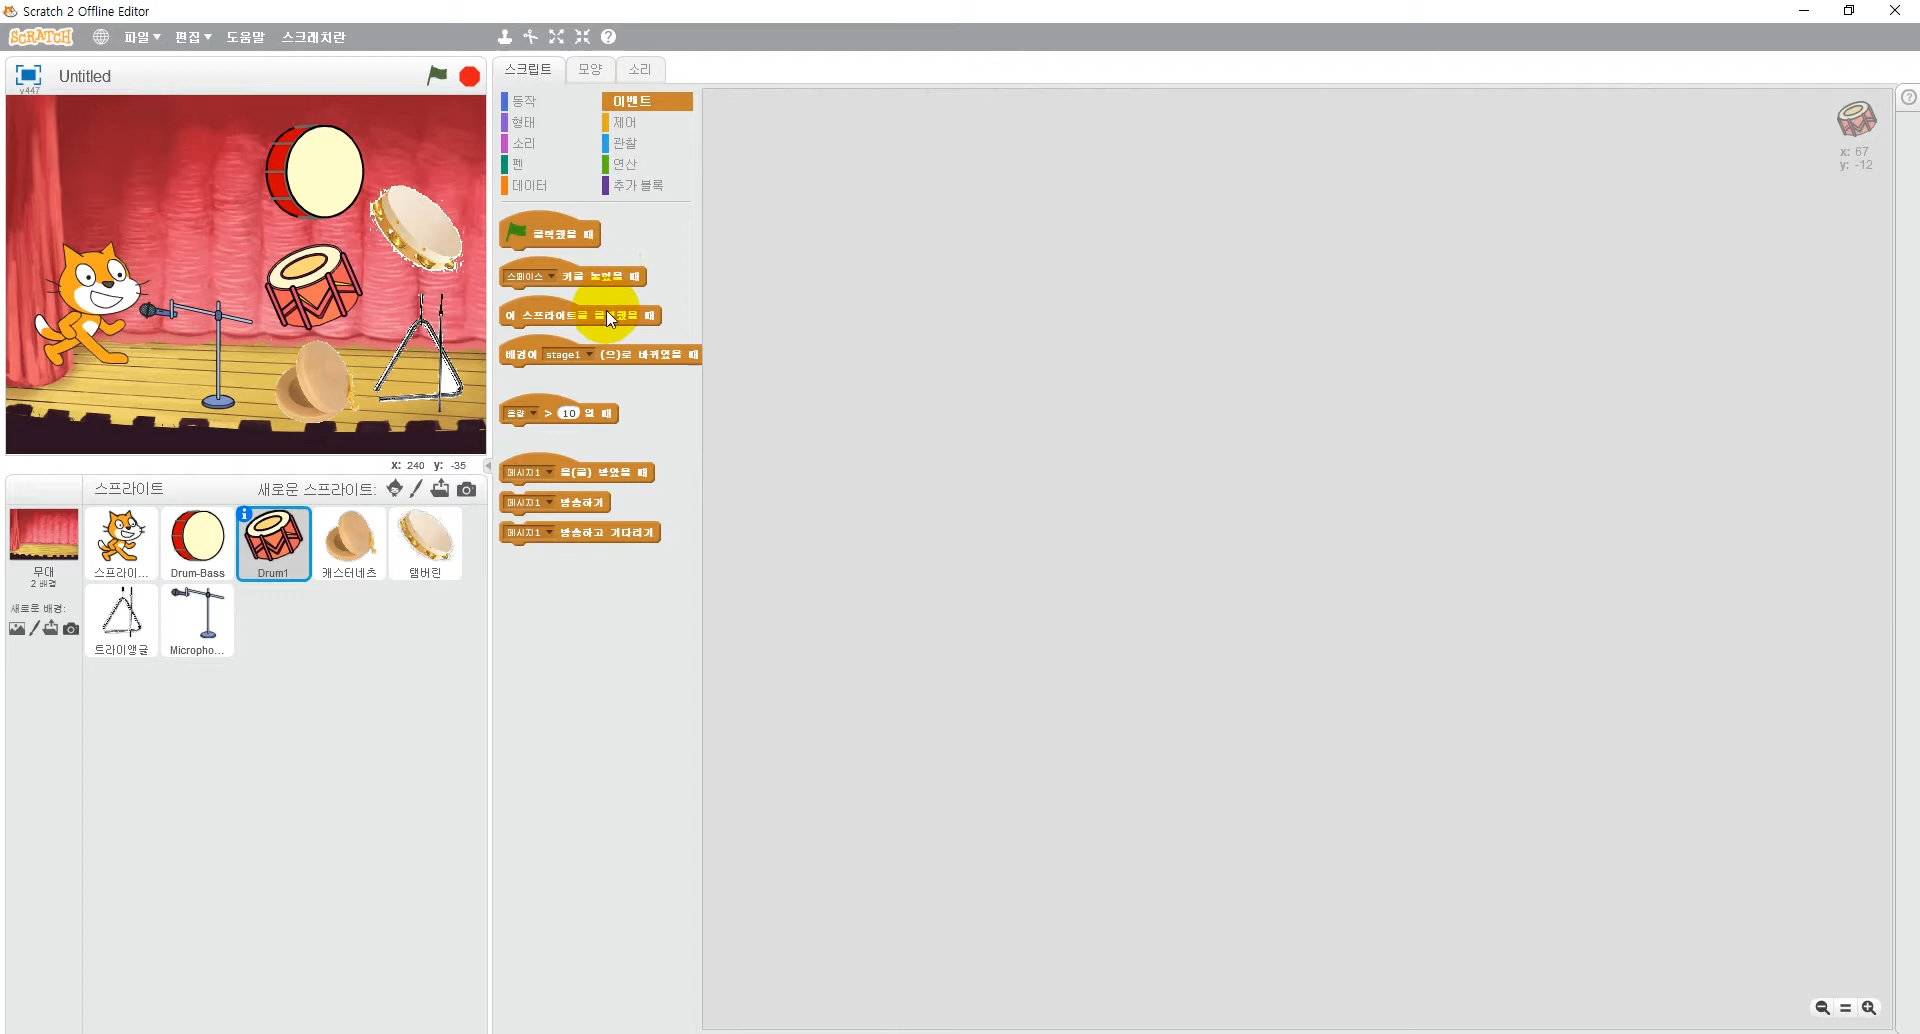 Scratch 2 Offline Editor
SCRATCH 파일 편집 도움말 스크래치란
v447
Untitled
스크립트 모양 소리
동작 이벤트
형태 제어
소리 관찰
펜 연산
데이터 추가 블록
클릭했을 때
스페이스 키를 눌렀을 때
이 스프라이트를 클릭했을 때
배경이 stage1 (으)로 바뀌었을 때
음량 > 10 일 때
메시지1 을(를) 받았을 때
메시지1 방송하기
메시지1 방송하고 기다리기
x: 67
y: -12
x: 240 y: -35
스프라이트 새로운 스프라이트:
무대
2 배경
새로운 배경:
스프라이... Drum-Bass Drum1 캐스터네츠 탬버린
트라이앵글 Micropho...